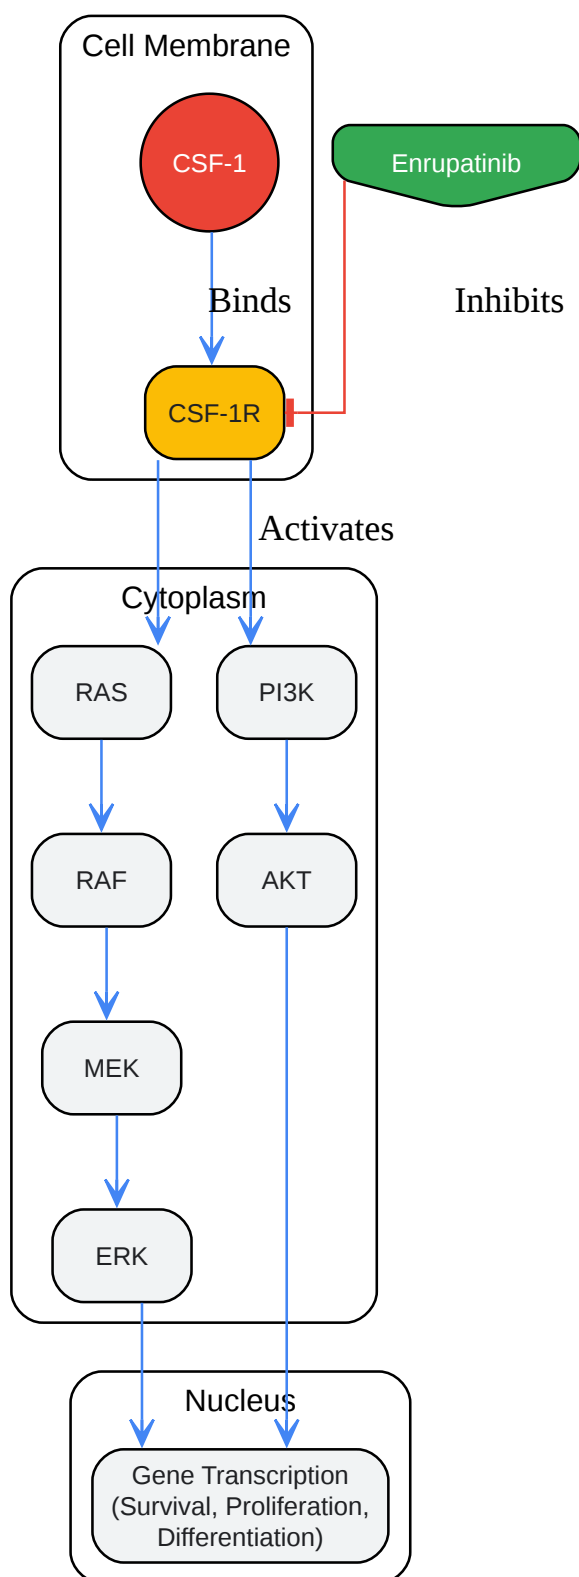 Cell Membrane
CSF-1
Enrupatinib
Binds
Inhibits
CSF-1R
Activates
Cytoplasm
RAS
PI3K
RAF
AKT
MEK
ERK
Nucleus
Gene Transcription
(Survival, Proliferation,
Differentiation)